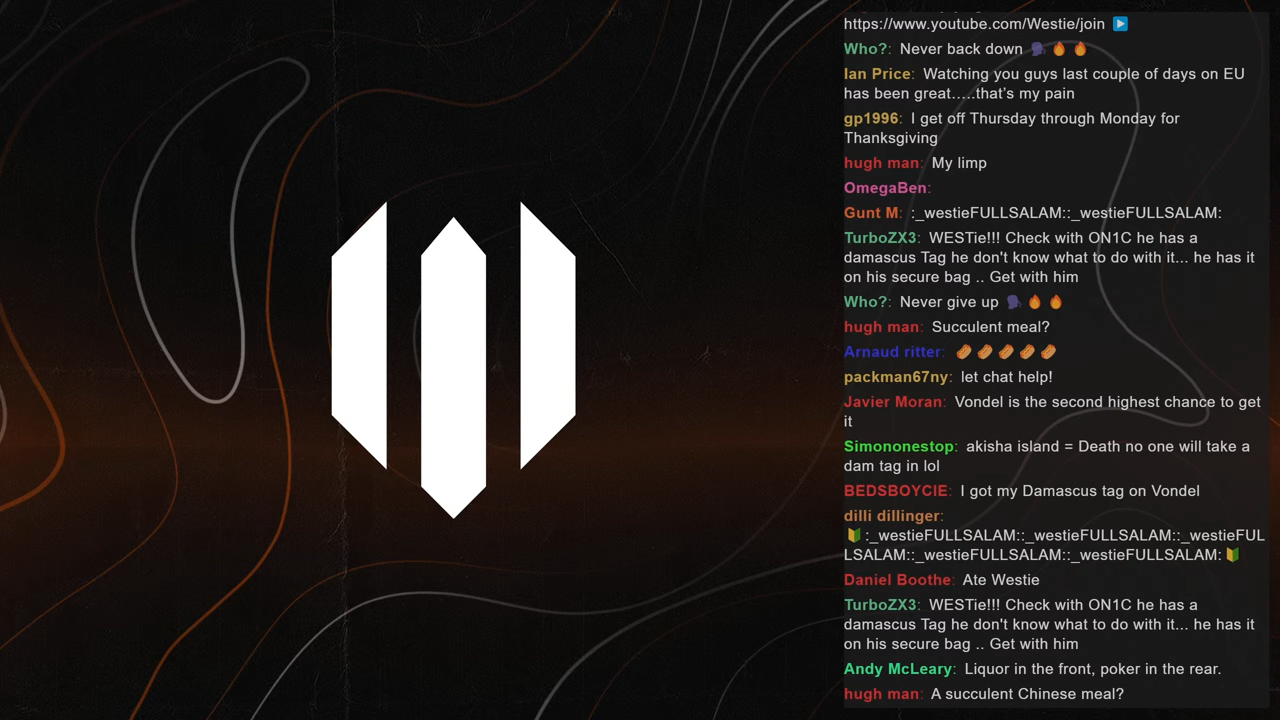 https://www.youtube.com/Westie/join ▶️
Who?: Never back down 🗣🔥🔥
Ian Price: Watching you guys last couple of days on EU
has been great…..that’s my pain
gp1996: I get off Thursday through Monday for
Thanksgiving
hugh man: My limp
OmegaBen:
Gunt M: :_westieFULLSALAM::_westieFULLSALAM:
TurboZX3: WESTie!!! Check with ON1C he has a
damascus Tag he don't know what to do with it... he has it
on his secure bag .. Get with him
Who?: Never give up 🗣🔥🔥
hugh man: Succulent meal?
Arnaud ritter: 🌭🌭🌭🌭🌭
packman67ny: let chat help!
Javier Moran: Vondel is the second highest chance to get
it
Simononestop: akisha island = Death no one will take a
dam tag in lol
BEDSBOYCIE: I got my Damascus tag on Vondel
dilli dillinger:
🔰:_westieFULLSALAM::_westieFULLSALAM::_westieFUL
LSALAM::_westieFULLSALAM::_westieFULLSALAM:🔰
Daniel Boothe: Ate Westie
TurboZX3: WESTie!!! Check with ON1C he has a
damascus Tag he don't know what to do with it... he has it
on his secure bag .. Get with him
Andy McLeary: Liquor in the front, poker in the rear.
hugh man: A succulent Chinese meal?